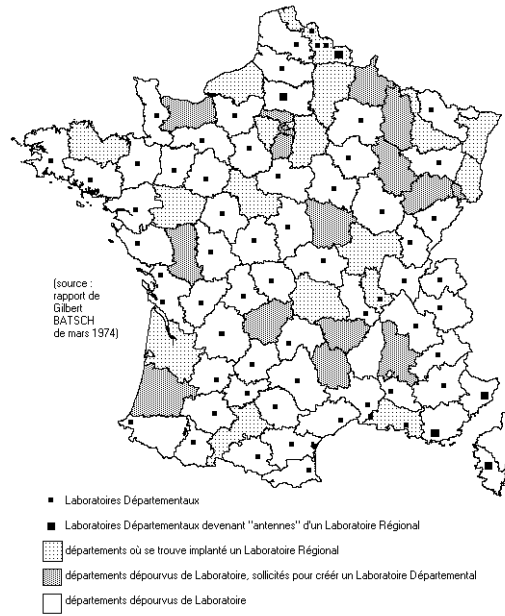 (source :
rapport de
Gilbert
BATSCH
de mars 1974)
Laboratoires Départementaux
Laboratoires Départementaux devenant "antennes" d'un Laboratoire Régional
départements où se trouve implanté un Laboratoire Régional
départements dépourvus de Laboratoire, sollicités pour créér un Laboratoire Départemental
départements dépourvus de Laboratoire